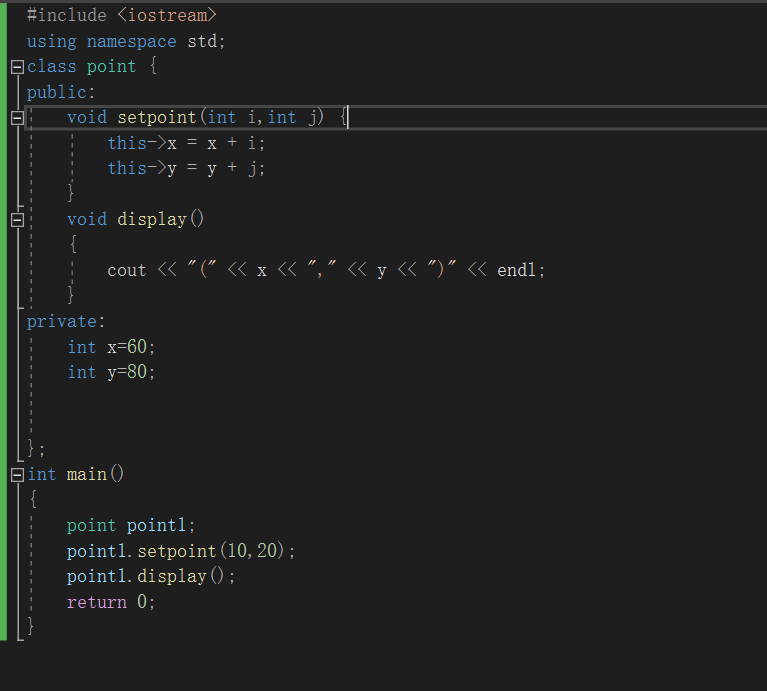 #include <iostream>
using namespace std;
class point {
public:
    void setpoint(int i,int j) {
        this->x = x + i;
        this->y = y + j;
    }
    void display()
    {
        cout << "(" << x << "," << y << ")" << endl;
    }
private:
    int x=60;
    int y=80;
};
int main()
{
    point point1;
    point1.setpoint(10,20);
    point1.display();
    return 0;
}